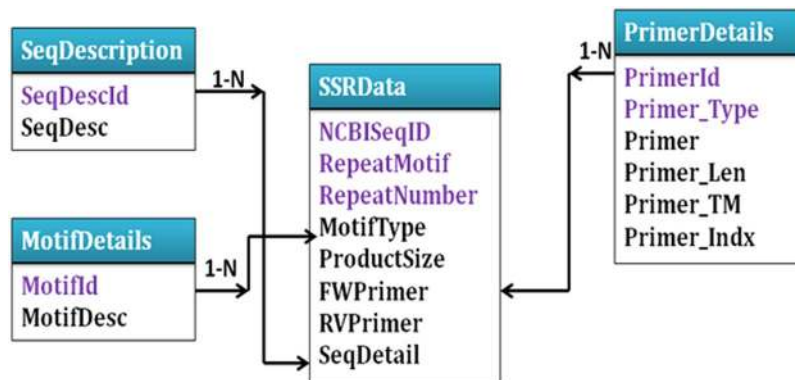 SeqDescription
SeqDescId
SeqDesc
1-N
MotifDetails
MotifId
MotifDesc
1-N
SSRData
NCBISeqID
RepeatMotif
RepeatNumber
MotifType
ProductSize
FWPrimer
RVPrimer
SeqDetail
1-N
PrimerDetails
PrimerId
Primer_Type
Primer
Primer_Len
Primer_TM
Primer_Indx